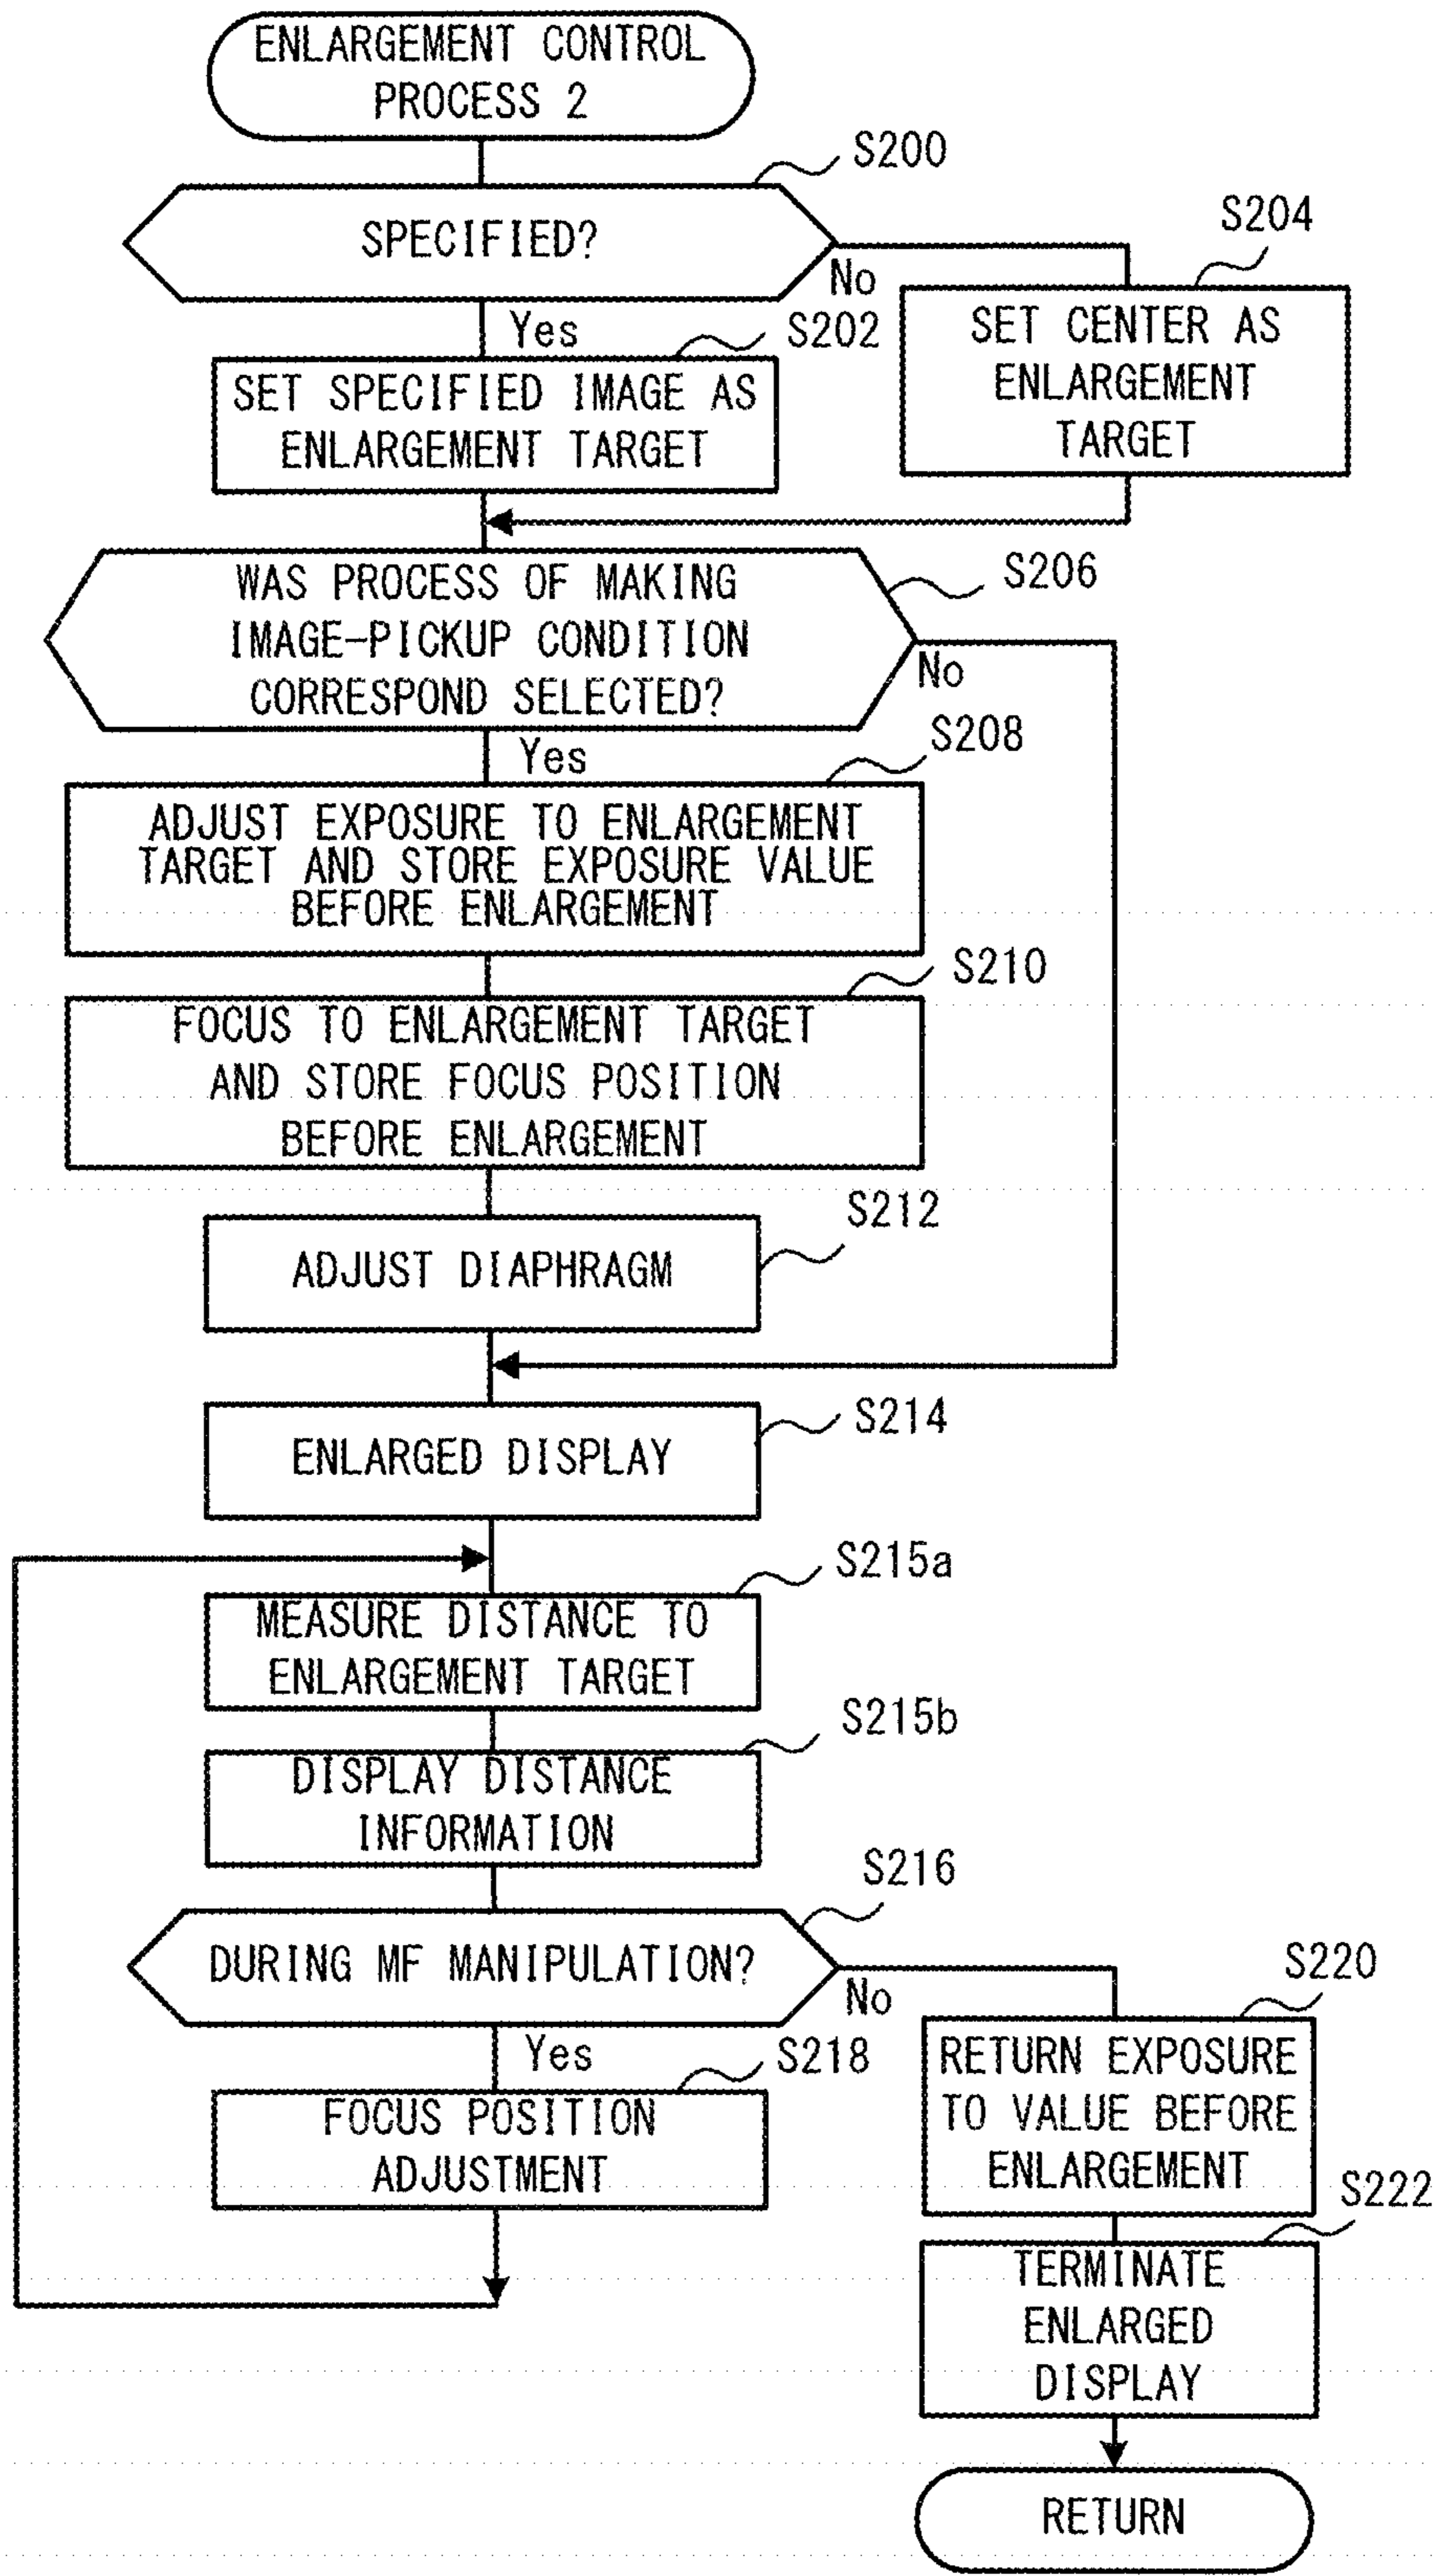 ENLARGEMENT CONTROL
PROCESS 2
S200
SPECIFIED?
No
Yes
S204
SET CENTER AS
ENLARGEMENT
TARGET
S202
SET SPECIFIED IMAGE AS
ENLARGEMENT TARGET
S206
WAS PROCESS OF MAKING
IMAGE-PICKUP CONDITION
CORRESPOND SELECTED?
No
Yes
S208
ADJUST EXPOSURE TO ENLARGEMENT
TARGET AND STORE EXPOSURE VALUE
BEFORE ENLARGEMENT
S210
FOCUS TO ENLARGEMENT TARGET
AND STORE FOCUS POSITION
BEFORE ENLARGEMENT
S212
ADJUST DIAPHRAGM
S214
ENLARGED DISPLAY
S215a
MEASURE DISTANCE TO
ENLARGEMENT TARGET
S215b
DISPLAY DISTANCE
INFORMATION
S216
DURING MF MANIPULATION?
No
Yes
S218
FOCUS POSITION
ADJUSTMENT
S220
RETURN EXPOSURE
TO VALUE BEFORE
ENLARGEMENT
S222
TERMINATE
ENLARGED
DISPLAY
RETURN